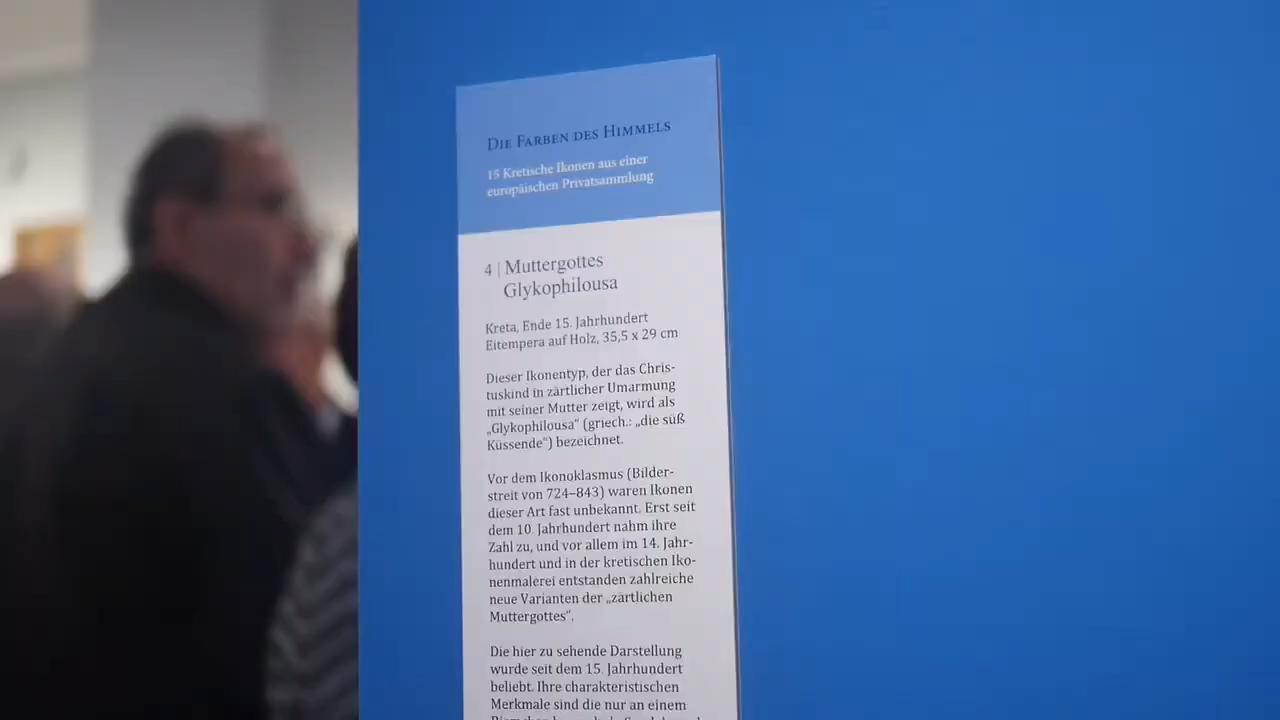 Die Farben des Himmels
15 Kretische Ikonen aus einer
europäischen Privatsammlung
4 | Muttergottes
Glykophilousa
Kreta, Ende 15. Jahrhundert
Eitempera auf Holz, 35,5 x 29 cm
Dieser Ikonentyp, der das Chris-
tuskind in zärtlicher Umarmung
mit seiner Mutter zeigt, wird als
„Glykophilousa“ (griech.: „die süß
Küssende“) bezeichnet.
Vor dem Ikonoklasmus (Bilder-
streit von 724–843) waren Ikonen
dieser Art fast unbekannt. Erst seit
dem 10. Jahrhundert nahm ihre
Zahl zu, und vor allem im 14. Jahr-
hundert und in der kretischen Iko-
nenmalerei entstanden zahlreiche
neue Varianten der „zärtlichen
Muttergottes“.
Die hier zu sehende Darstellung
wurde seit dem 15. Jahrhundert
beliebt. Ihre charakteristischen
Merkmale sind die nur an einem